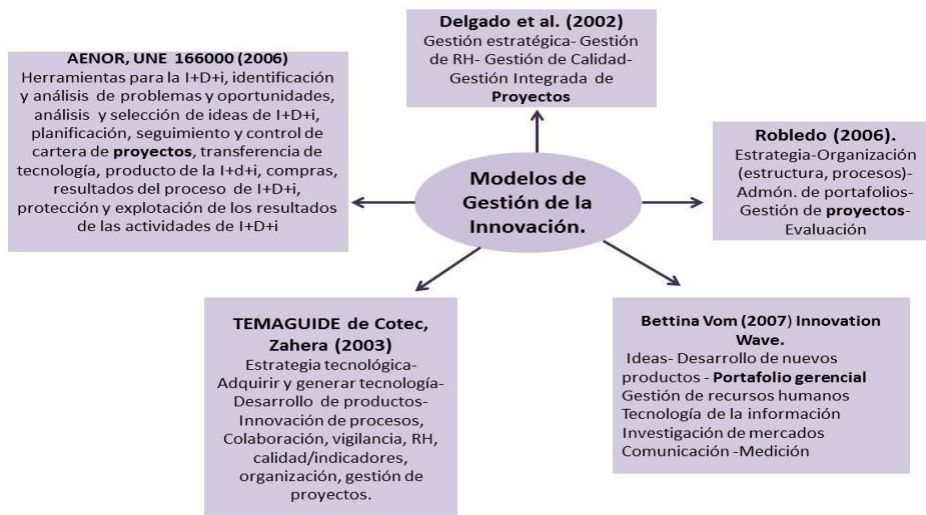 Delgado et al. (2002)
Gestión estratégica- Gestión
de RH- Gestión de Calidad-
Gestión Integrada de
Proyectos
AENOR, UNE 166000 (2006)
Herramientas para la I+D+i, identificación
y análisis de problemas y oportunidades,
análisis y selección de ideas de I+D+i,
planificación, seguimiento y control de
cartera de proyectos, transferencia de
tecnología, producto de la I+d+i, compras,
resultados del proceso de I+D+i,
protección y explotación de los resultados
de las actividades de I+D+i
Modelos de
Gestión de la
Innovación.
Robledo (2006).
Estrategia-Organización
(estructura, procesos)-
Admón. de portafolios-
Gestión de proyectos-
Evaluación
TEMAGUIDE de Cotec,
Zahera (2003)
Estrategia tecnológica-
Adquirir y generar tecnología-
Desarrollo de productos-
Innovación de procesos,
Colaboración, vigilancia, RH,
calidad/indicadores,
organización, gestión de
proyectos.
Bettina Vom (2007) Innovation
Wave.
Ideas- Desarrollo de nuevos
productos - Portafolio gerencial
Gestión de recursos humanos
Tecnología de la información
Investigación de mercados
Comunicación -Medición